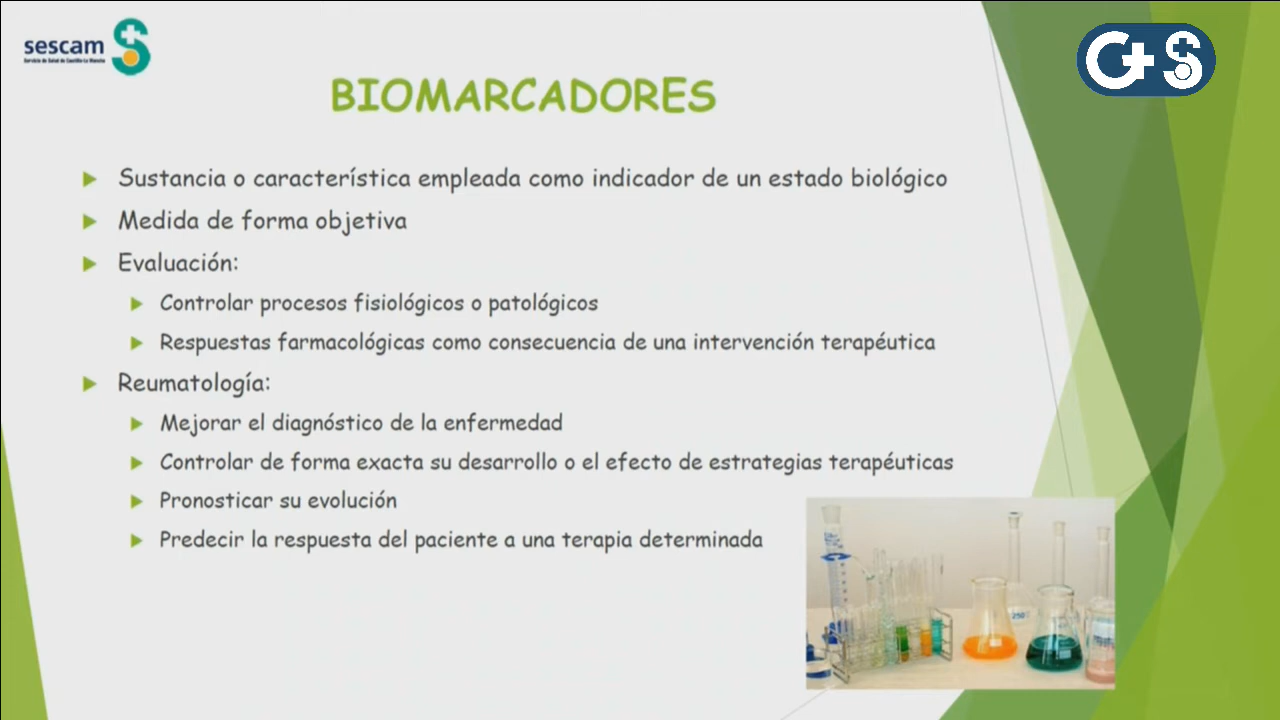 sescam
Servicio de Salud de Castilla-La Mancha
G+S
BIOMARCADORES
Sustancia o característica empleada como indicador de un estado biológico
Medida de forma objetiva
Evaluación:
Controlar procesos fisiológicos o patológicos
Respuestas farmacológicas como consecuencia de una intervención terapéutica
Reumatología:
Mejorar el diagnóstico de la enfermedad
Controlar de forma exacta su desarrollo o el efecto de estrategias terapéuticas
Pronosticar su evolución
Predecir la respuesta del paciente a una terapia determinada
250